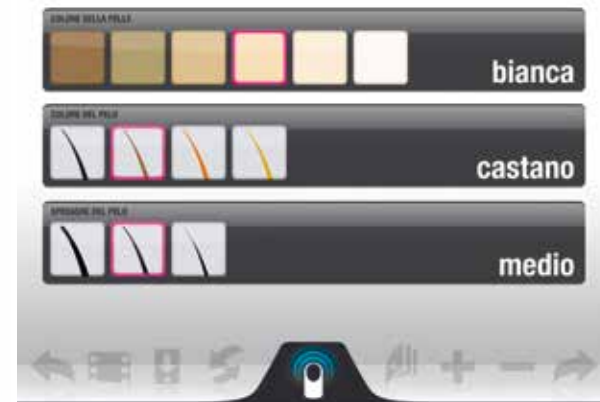 COLORE DELLA PELLE
bianca
COLORE DEL PELO
castano
SPESSORE DEL PELO
medio